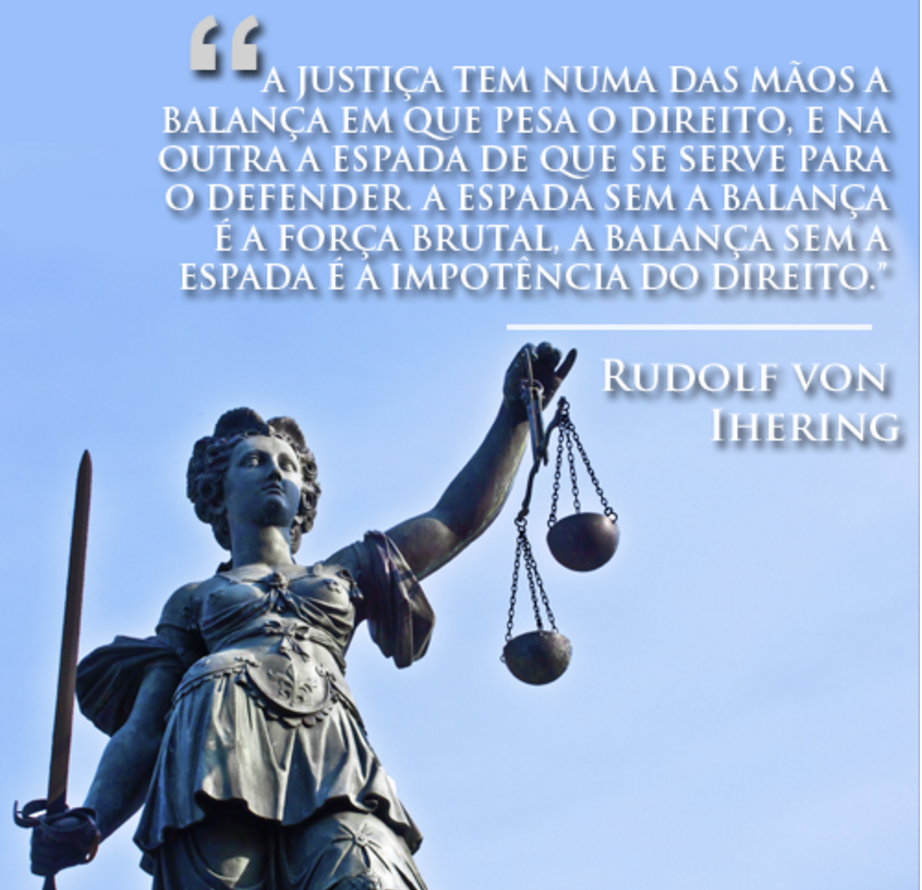 “A JUSTIÇA TEM NUMA DAS MÃOS A
BALANÇA EM QUE PESA O DIREITO, E NA
OUTRA A ESPADA DE QUE SE SERVE PARA
O DEFENDER. A ESPADA SEM A BALANÇA
É A FORÇA BRUTAL, A BALANÇA SEM A
ESPADA É A IMPOTÊNCIA DO DIREITO.”
RUDOLF VON
IHERING